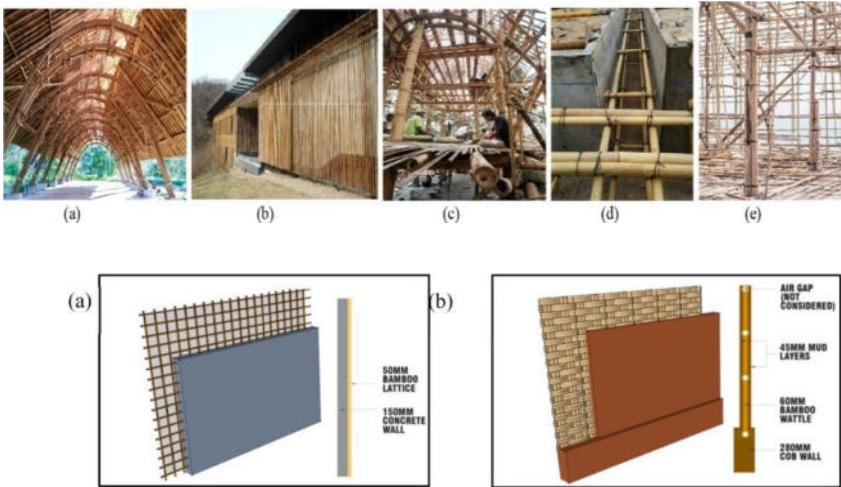 (a)
(b)
(c)
(d)
(e)
(a)
50MM
BAMBOO
LATTICE
150MM
CONCRETE
WALL
(b)
AIR GAP
(NOT
CONSIDERED)
45MM MUD
LAYERS
60MM
BAMBOO
WATTLE
280MM
COB WALL